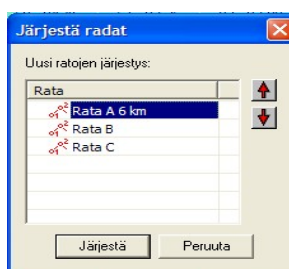 Järjestä radat
Uusi ratojen järjestys:
Rata
Rata A 6 km
Rata B
Rata C
Järjestä
Peruuta